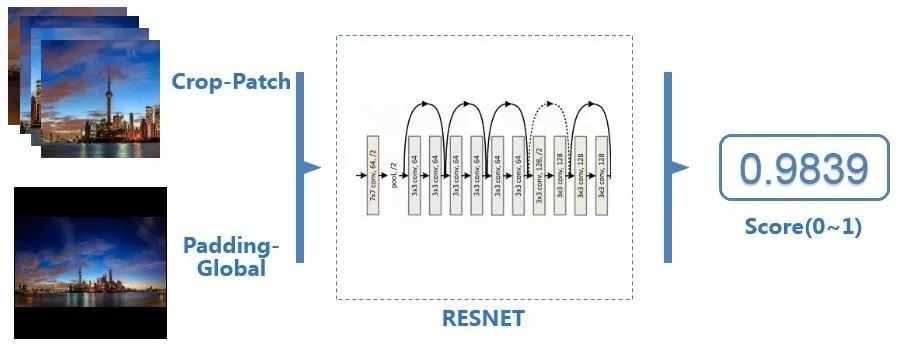 Crop-Patch
Padding-
Global
7x7 conv, 64, /2
pool, /2
3x3 conv, 64
3x3 conv, 64
3x3 conv, 64
3x3 conv, 64
3x3 conv, 64
3x3 conv, 64
3x3 conv, 128, /2
3x3 conv, 128
3x3 conv, 128
3x3 conv, 128
RESNET
0.9839
Score(0~1)